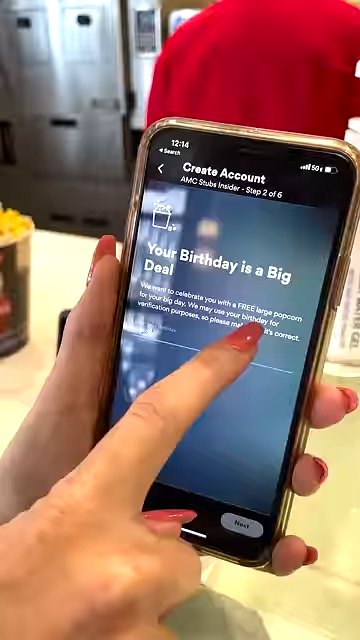 12:14
Search
5G
Create Account
AMC Stubs Insider - Step 2 of 6
Your Birthday is a Big
Deal
We want to celebrate you with a FREE large popcorn
for your big day. We may use your birthday for
verification purposes, so please it's correct.
Next